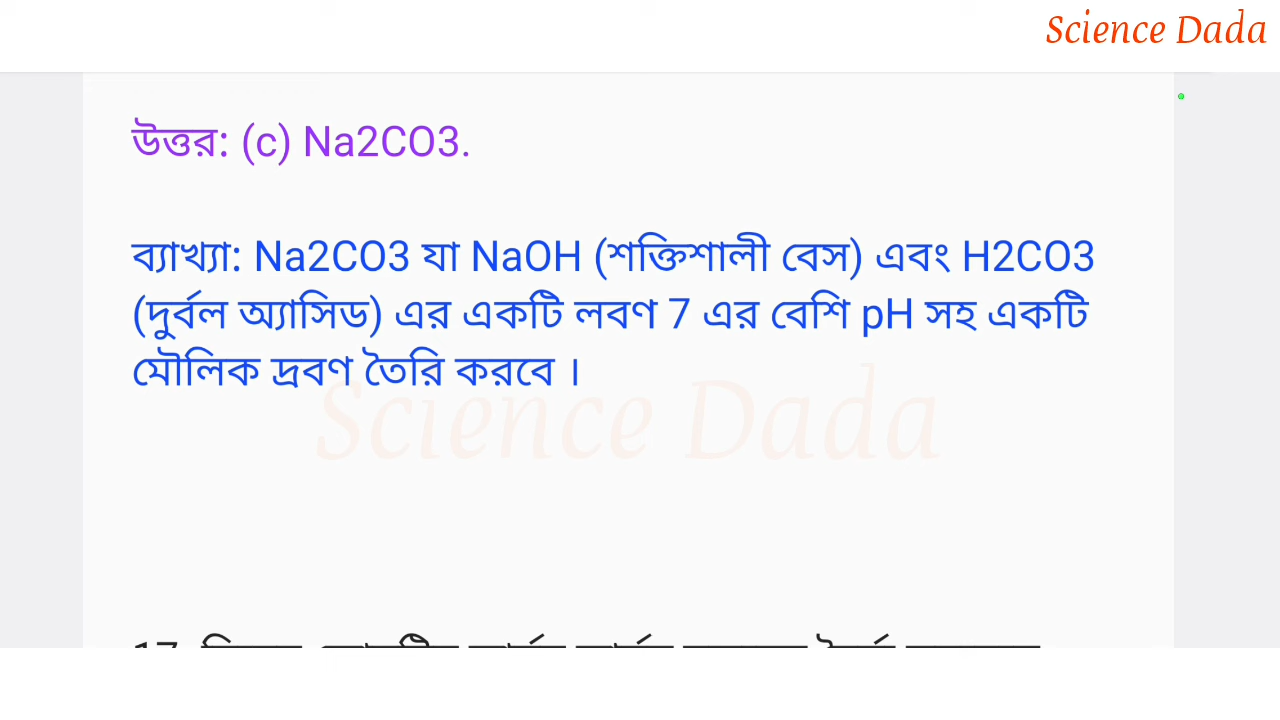 Science Dada
উত্তর: (c) Na2CO3.
ব্যাখ্যা: Na2CO3 যা NaOH (শক্তিশালী বেস) এবং H2CO3
(দুর্বল অ্যাসিড) এর একটি লবণ 7 এর বেশি pH সহ একটি
মৌলিক দ্রবণ তৈরি করবে ।
Science Dada